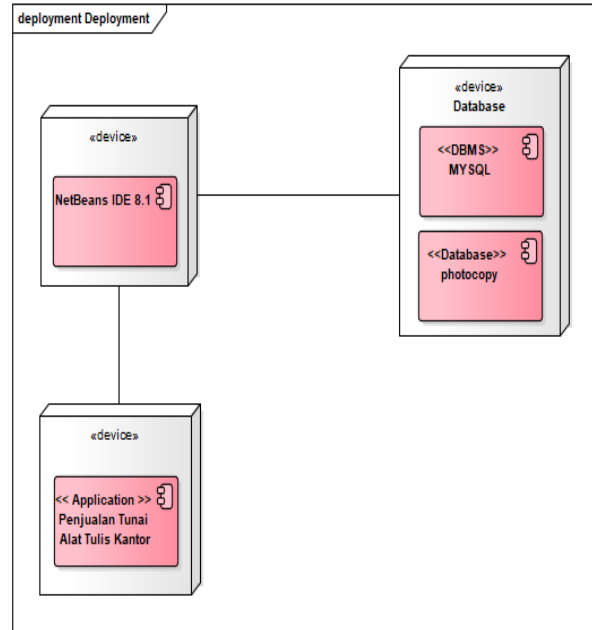 deployment Deployment
«device»
Database
<<DBMS>>
MYSQL
<<Database>>
photocopy
«device»
NetBeans IDE 8.1
«device»
<< Application >>
Penjualan Tunai
Alat Tulis Kantor